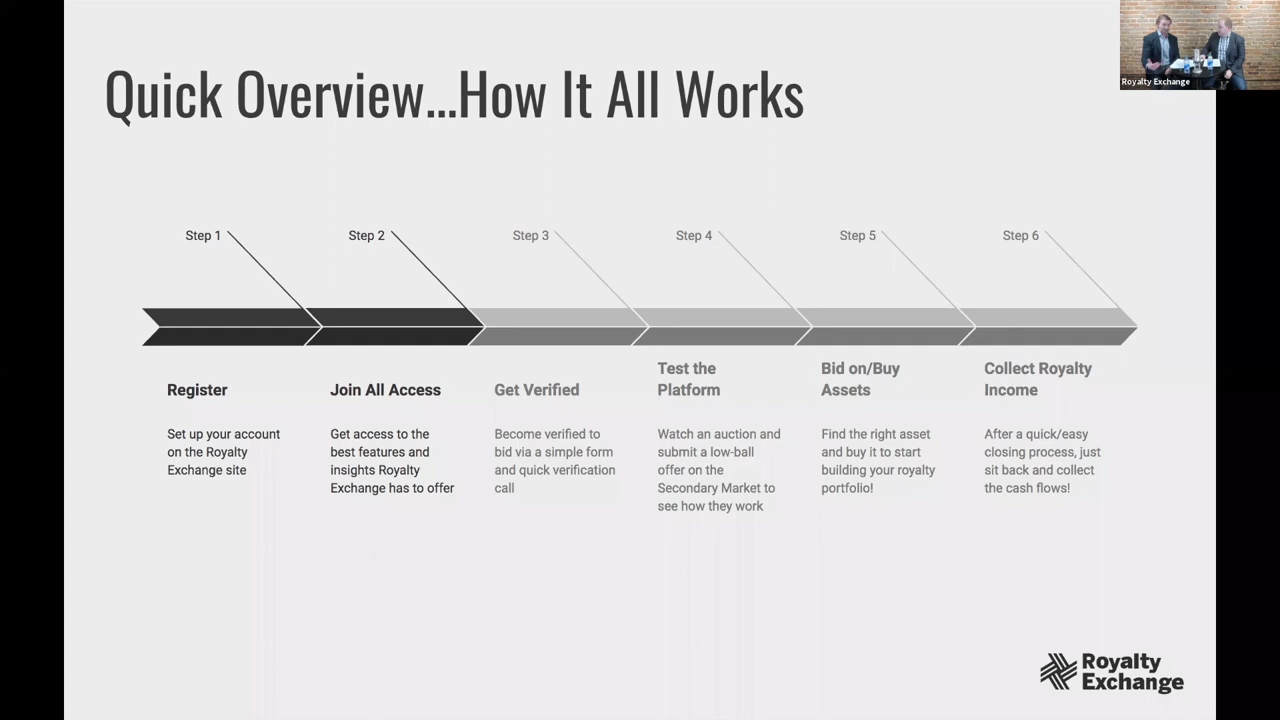 Quick Overview...How It All Works
Royalty Exchange
Step 1
Step 2
Step 3
Step 4
Step 5
Step 6
Register
Set up your account
on the Royalty
Exchange site
Join All Access
Get access to the
best features and
insights Royalty
Exchange has to offer
Get Verified
Become verified to
bid via a simple form
and quick verification
call
Test the
Platform
Watch an auction and
submit a low-ball
offer on the
Secondary Market to
see how they work
Bid on/Buy
Assets
Find the right asset
and buy it to start
building your royalty
portfolio!
Collect Royalty
Income
After a quick/easy
closing process, just
sit back and collect
the cash flows!
Royalty
Exchange